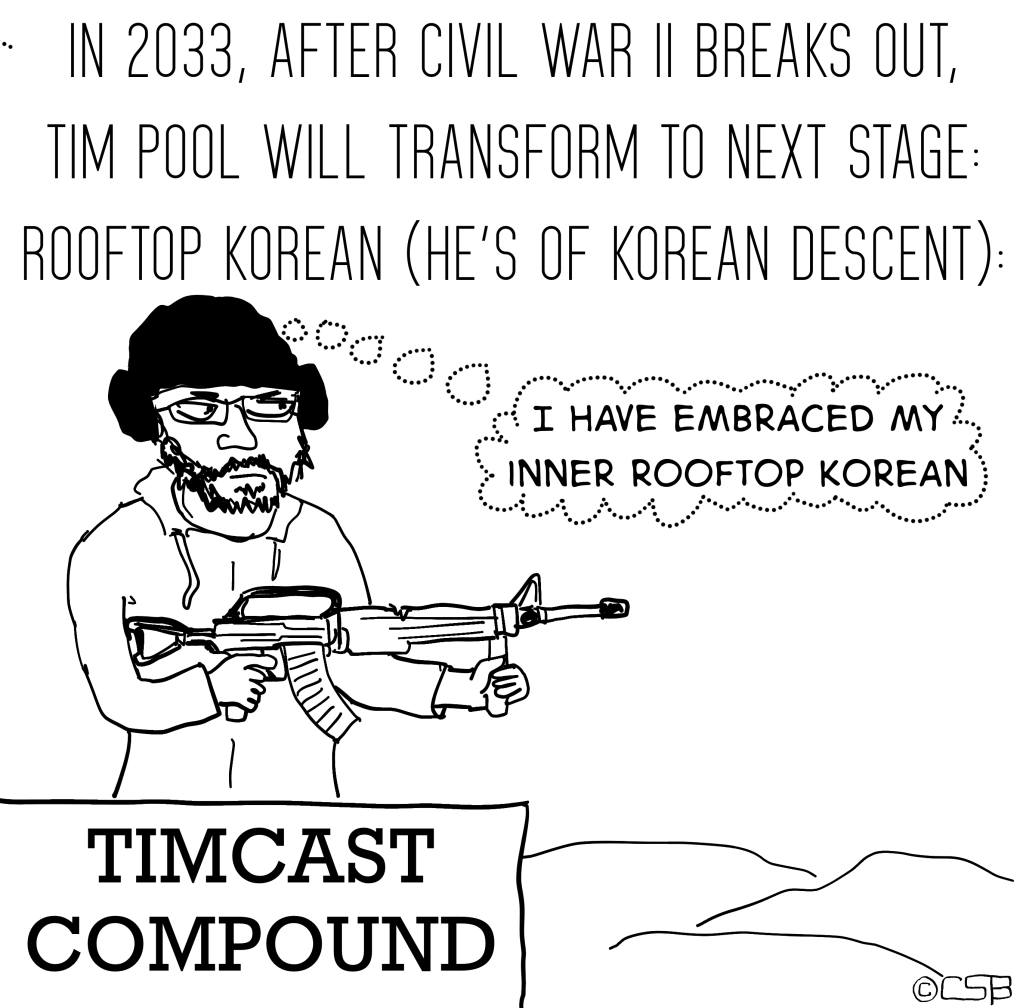 IN 2033, AFTER CIVIL WAR II BREAKS OUT,
TIM POOL WILL TRANSFORM TO NEXT STAGE:
ROOFTOP KOREAN (HE'S OF KOREAN DESCENT):
I HAVE EMBRACED MY
INNER ROOFTOP KOREAN
TIMCAST
COMPOUND
©CSB